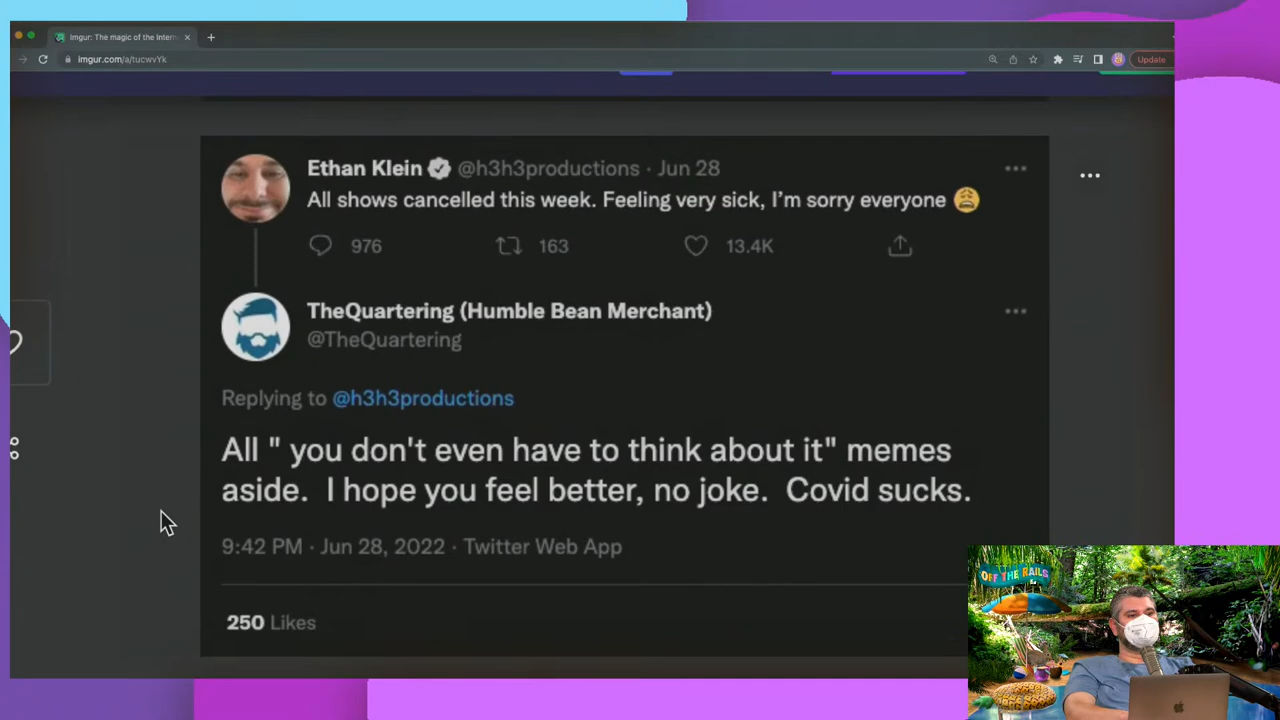 Imgur: The magic of the Intern
imgur.com/a/tucwvYk
Update
Ethan Klein @h3h3productions · Jun 28
All shows cancelled this week. Feeling very sick, I'm sorry everyone 😩
976 163 13.4K
TheQuartering (Humble Bean Merchant)
@TheQuartering
Replying to @h3h3productions
All " you don't even have to think about it" memes
aside.  I hope you feel better, no joke.  Covid sucks.
9:42 PM · Jun 28, 2022 · Twitter Web App
250 Likes
OFF THE RAILS